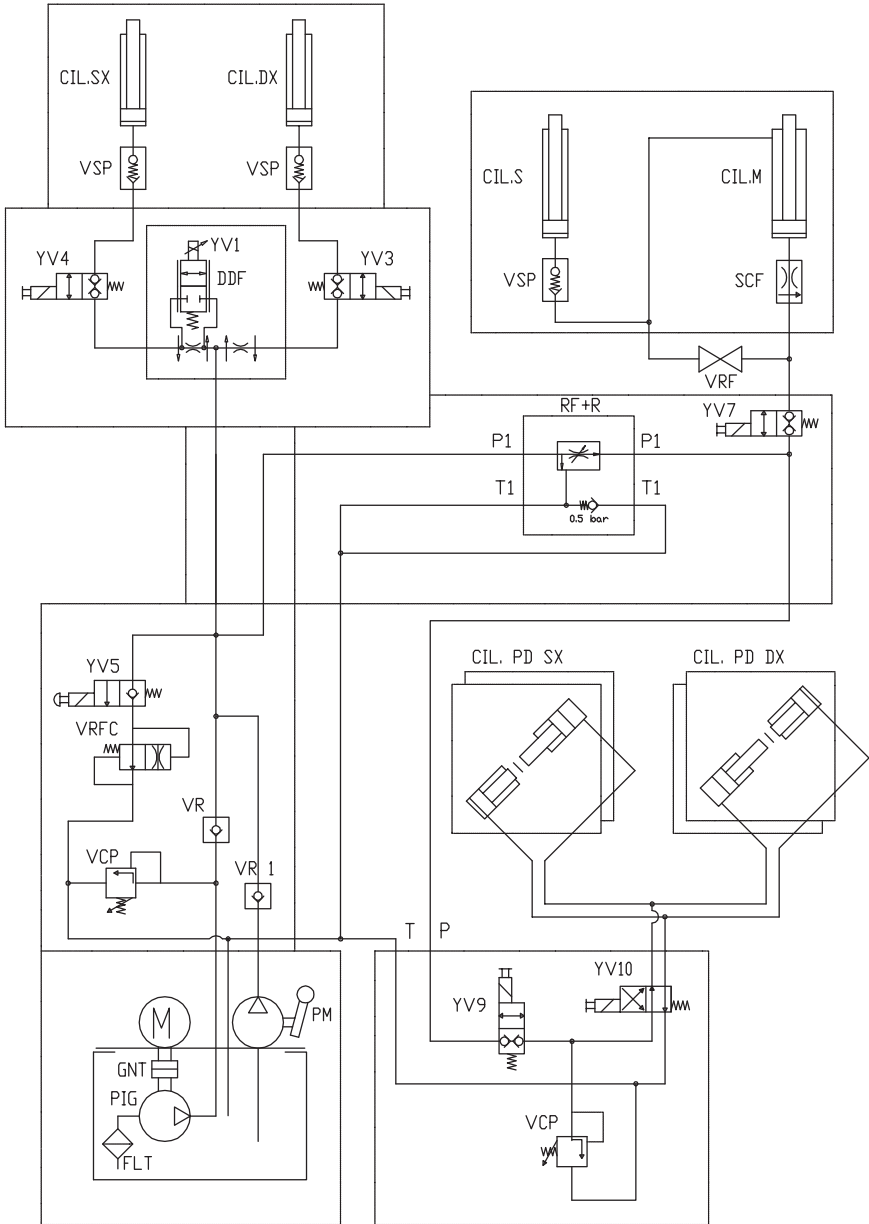 CIL.SX
CIL.DX
VSP
VSP
CIL.S
CIL.M
VSP
SCF
YV4
YV1
YV3
DDF
VRF
YV7
RF+R
P1
P1
T1
T1
0.5 bar
YV5
VRFC
VR
VCP
VR 1
CIL. PD SX
CIL. PD DX
T
P
YV10
YV9
M
PM
GNT
PIG
FLT
VCP